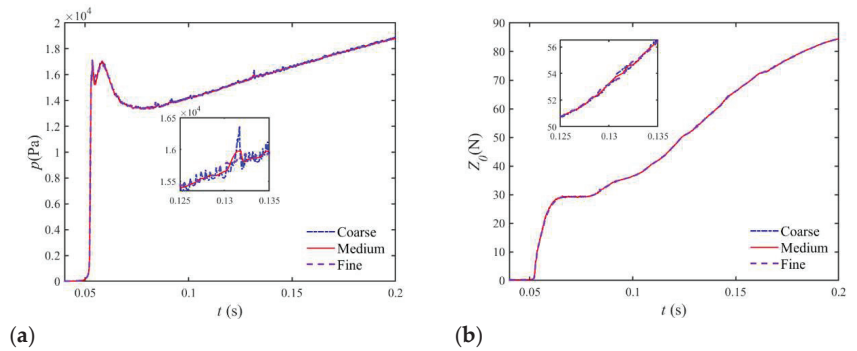 2 ×10⁴
1.8
1.6
1.4
1.2
1
0.8
0.6
0.4
0.2
0
p(Pa)
×10⁴
1.65
1.6
1.55
0.125 0.13 0.135
Coarse
Medium
Fine
0.05 0.1 0.15 0.2
t (s)
(a)
90
80
70
60
50
40
30
20
10
0
Z₀(N)
56
54
52
50
0.125 0.13 0.135
Coarse
Medium
Fine
0.05 0.1 0.15 0.2
t (s)
(b)